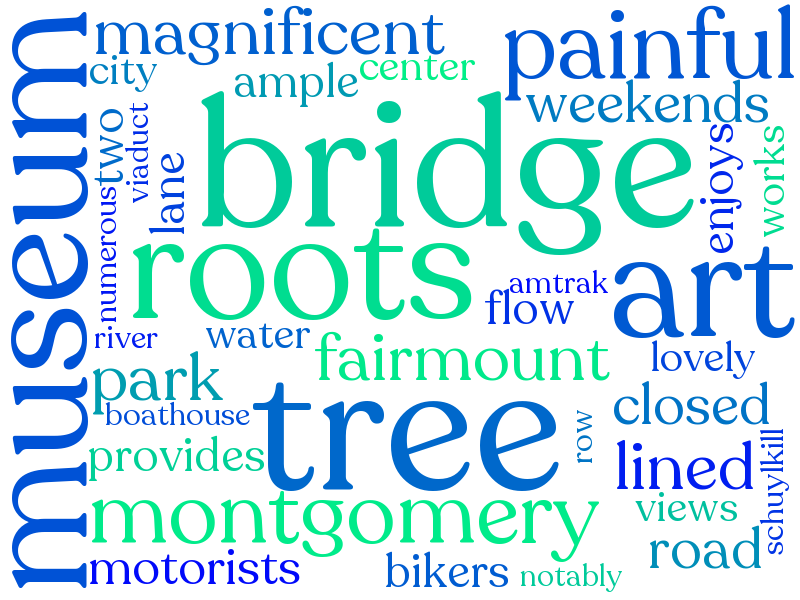 museum
magnificent
painful
city
ample
center
weekends
two
viaduct
lane
bridge
enjoys
works
numerous
roots
amtrak
flow
art
river
water
fairmount
lovely
park
boathouse
tree
row
closed
provides
lined
schuylkill
montgomery
views
road
motorists
bikers
notably